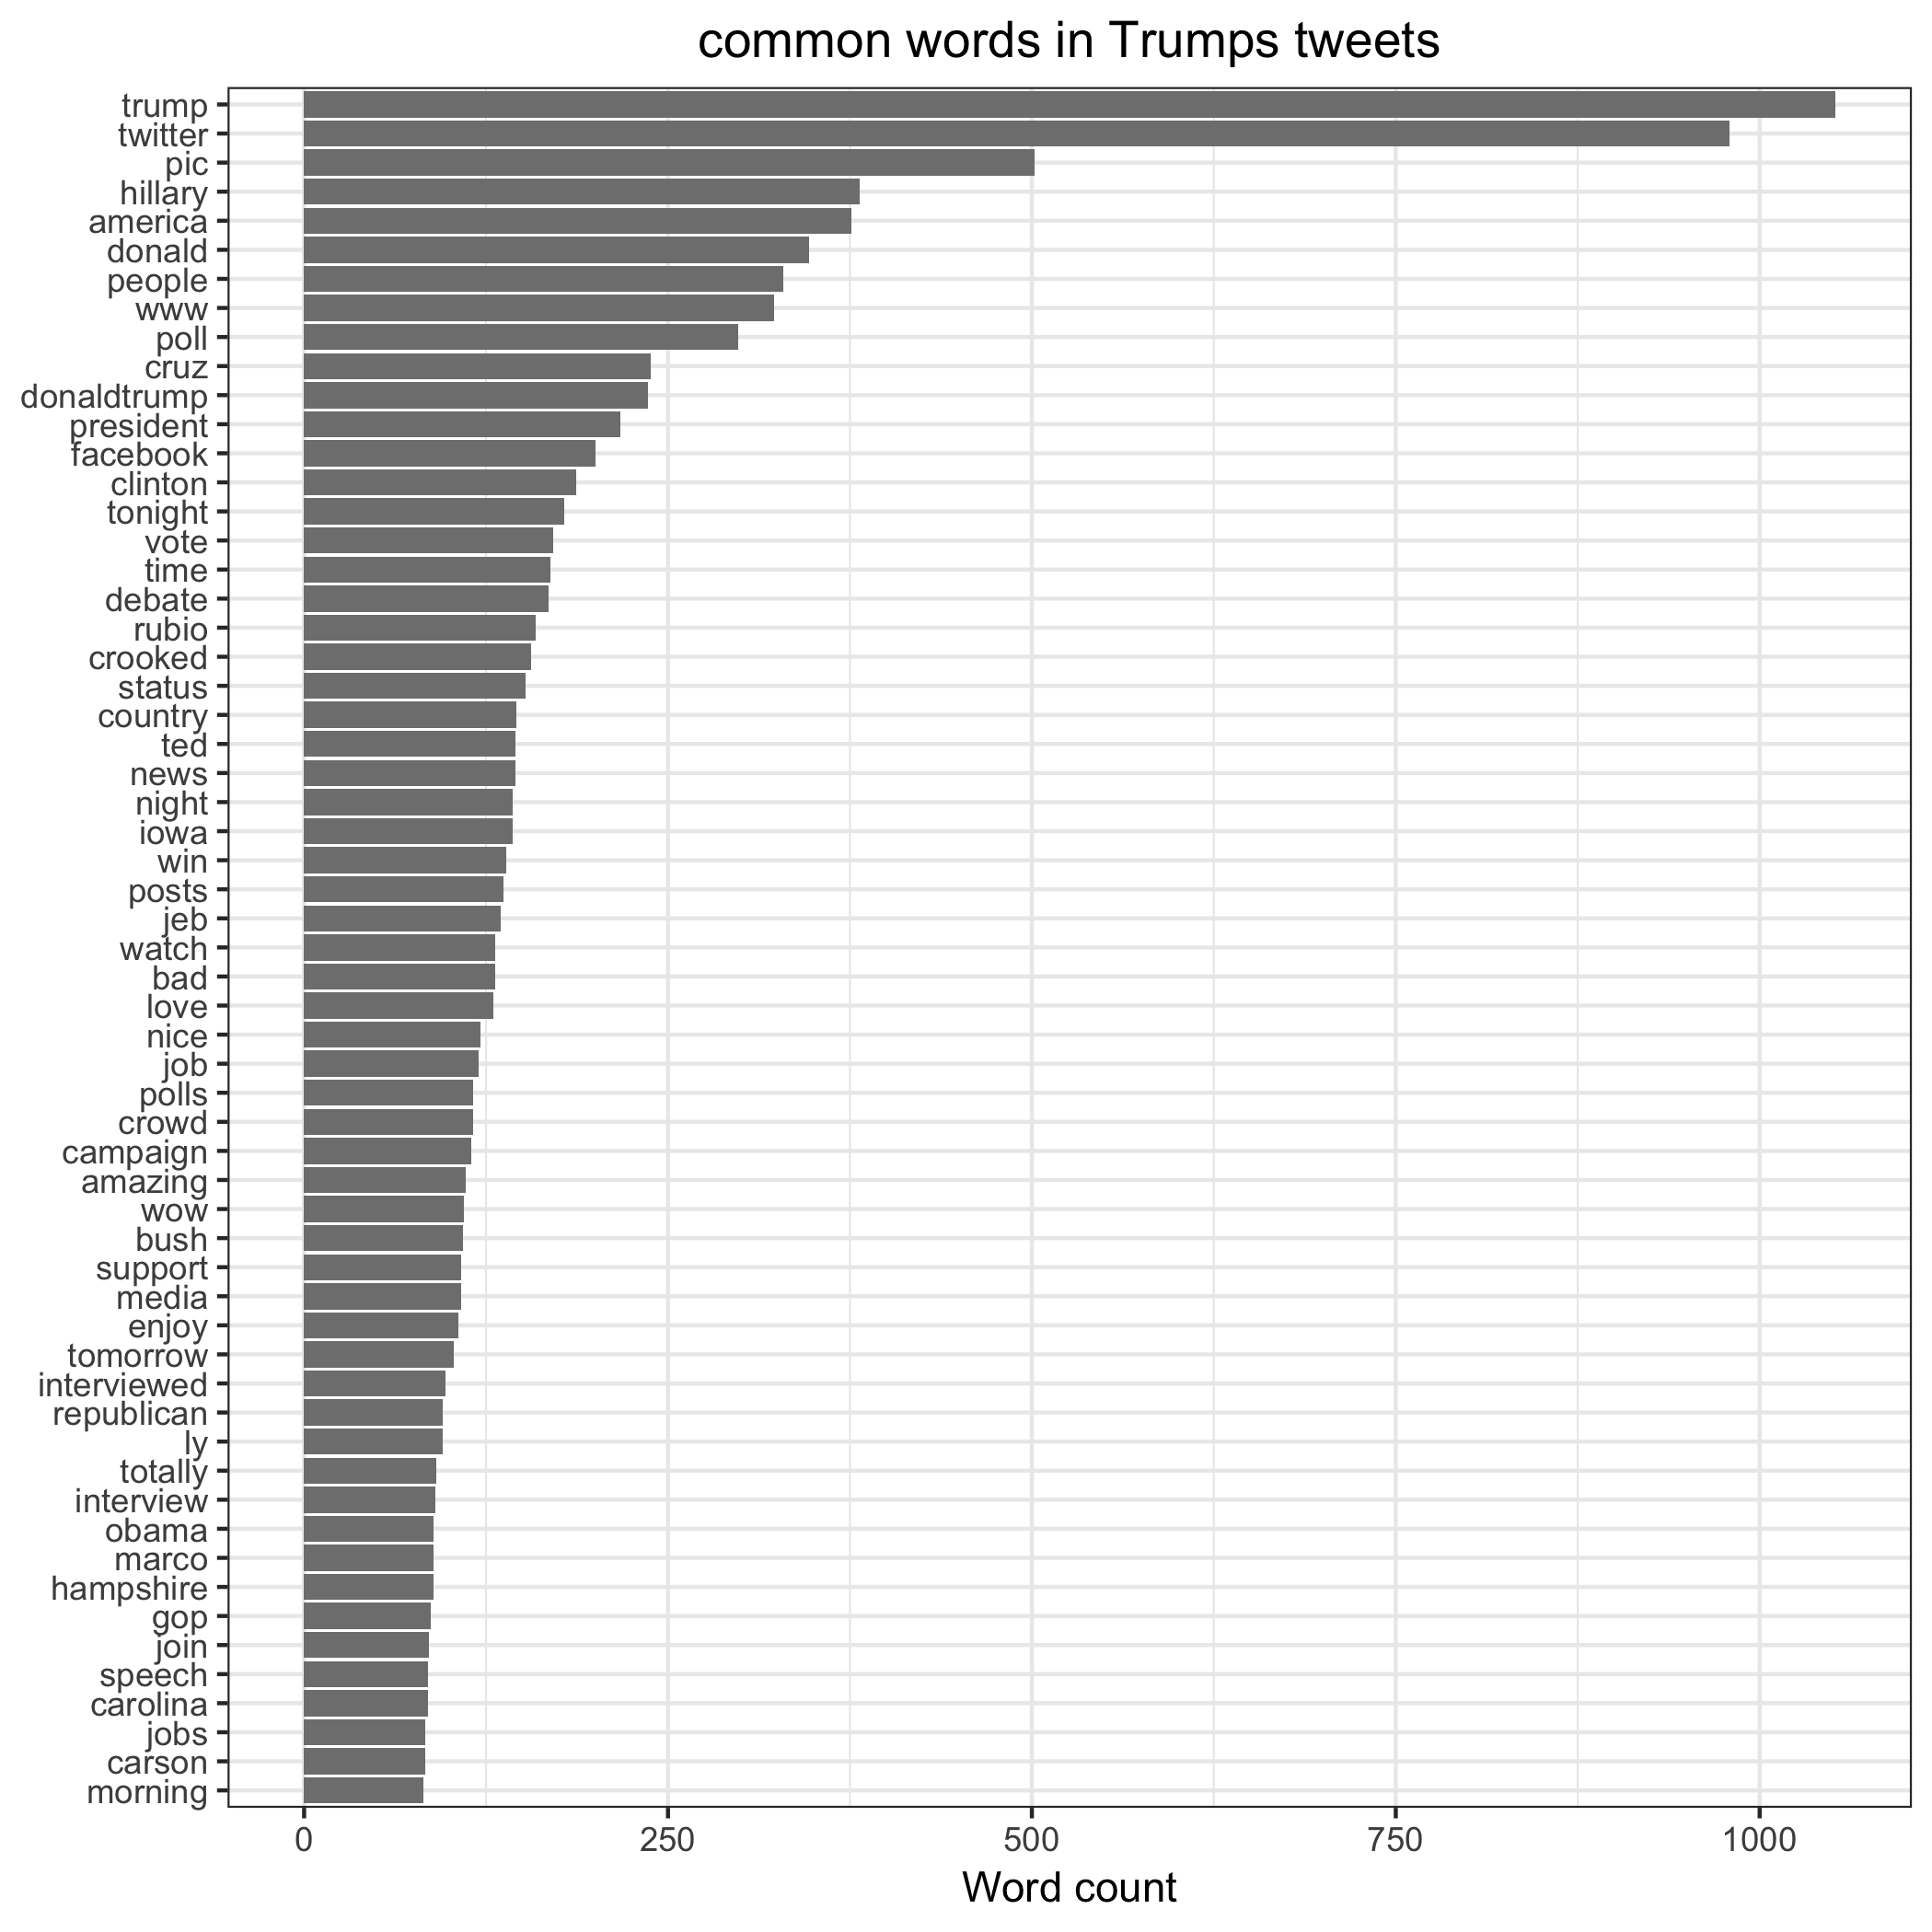 common words in Trumps tweets
trump
twitter
pic
hillary
america
donald
people
www
poll
cruz
donaldtrump
president
facebook
clinton
tonight
vote
time
debate
rubio
crooked
status
country
ted
news
night
iowa
win
posts
jeb
watch
bad
love
nice
job
polls
crowd
campaign
amazing
wow
bush
support
media
enjoy
tomorrow
interviewed
republican
ly
totally
interview
obama
marco
hampshire
gop
join
speech
carolina
jobs
carson
morning
0 250 500 750 1000
Word count